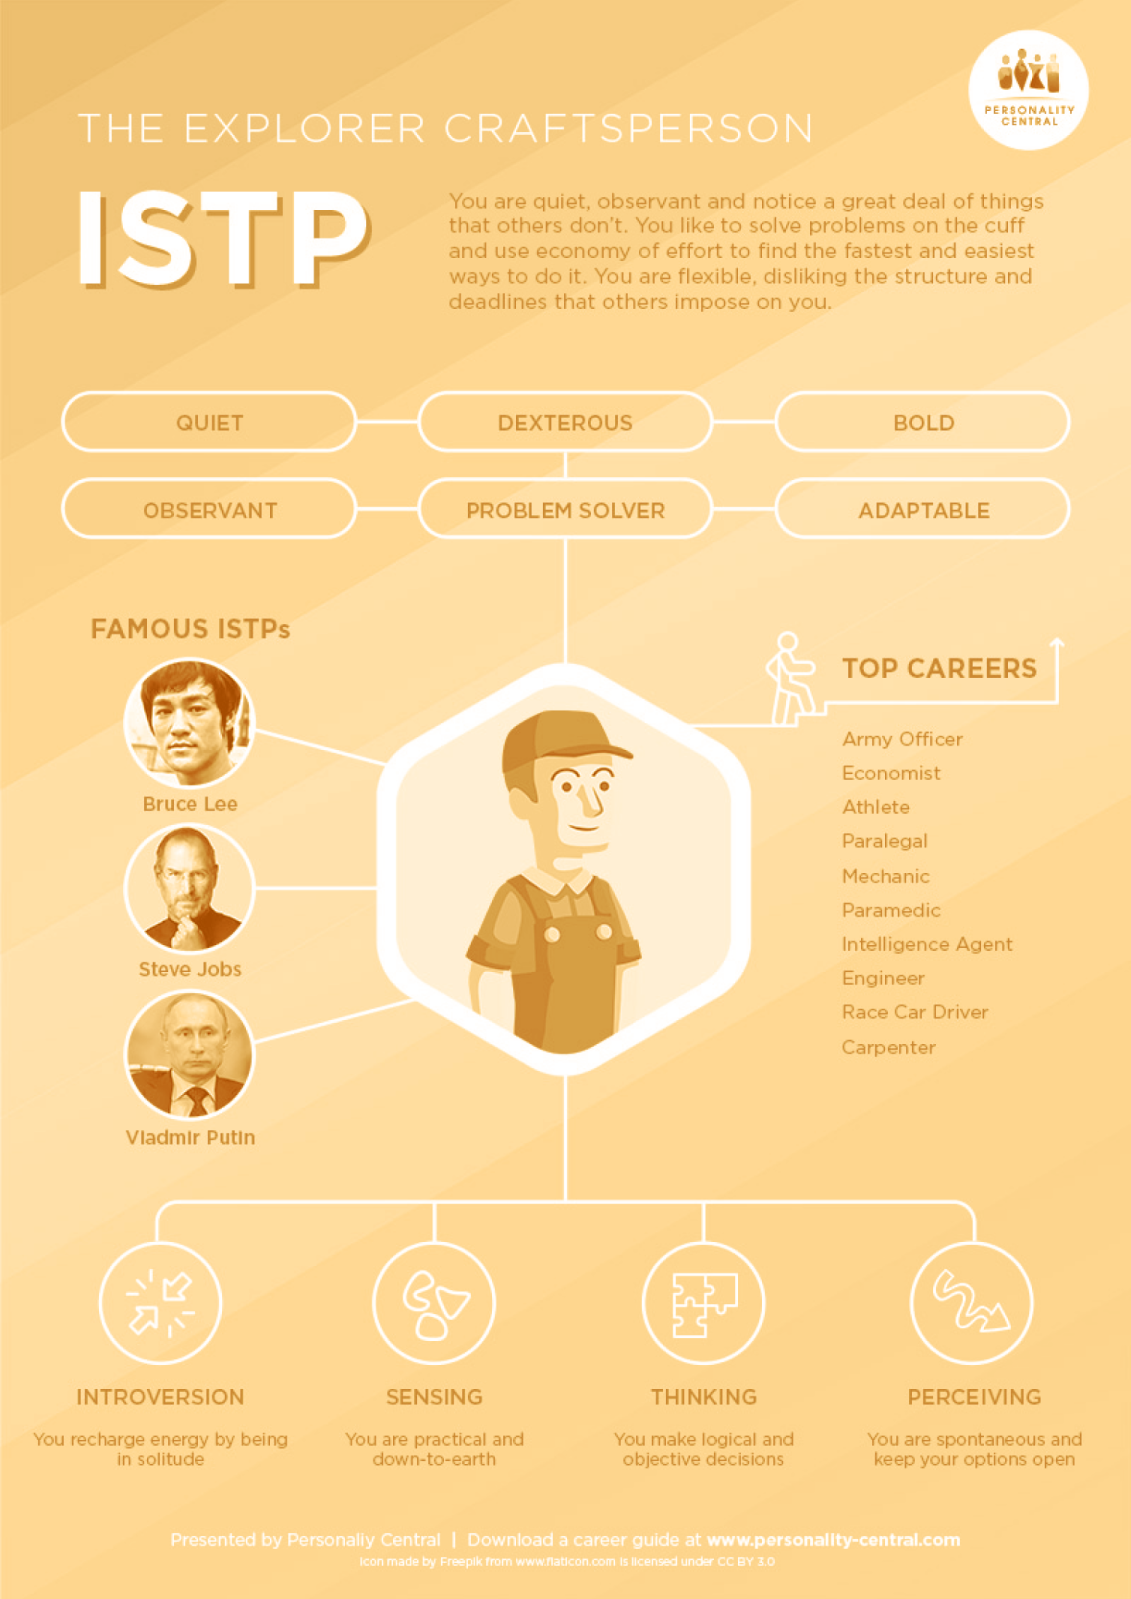 PERSONALITY
CENTRAL
THE EXPLORER CRAFTSPERSON
ISTP
You are quiet, observant and notice a great deal of things
that others don't. You like to solve problems on the cuff
and use economy of effort to find the fastest and easiest
ways to do it. You are flexible, disliking the structure and
deadlines that others impose on you.
QUIET
DEXTEROUS
BOLD
OBSERVANT
PROBLEM SOLVER
ADAPTABLE
FAMOUS ISTPs
Bruce Lee
Steve Jobs
Vladmir Putin
TOP CAREERS
Army Officer
Economist
Athlete
Paralegal
Mechanic
Paramedic
Intelligence Agent
Engineer
Race Car Driver
Carpenter
INTROVERSION
You recharge energy by being
in solitude
SENSING
You are practical and
down-to-earth
THINKING
You make logical and
objective decisions
PERCEIVING
You are spontaneous and
keep your options open
Presented by Personaliy Central | Download a career guide at www.personality-central.com
Icon made by Freepik from www.flaticon.com is licensed under CC BY 3.0